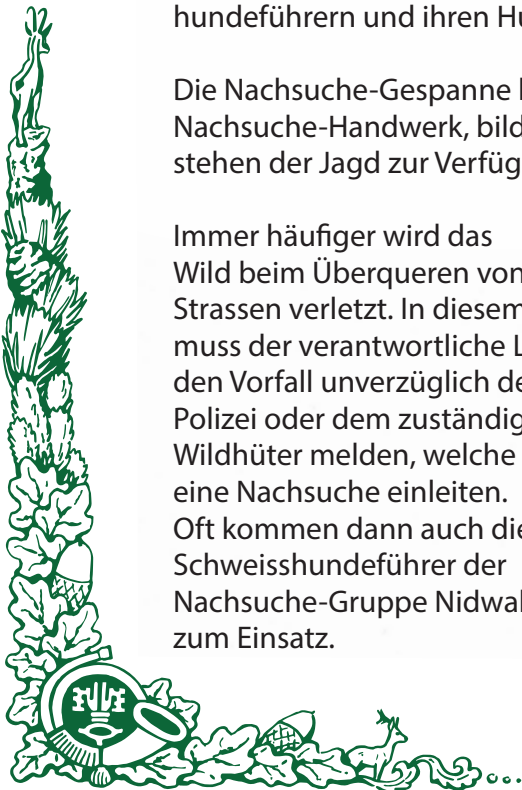 hundeführern und ihren Hu
Die Nachsuche-Gespanne
Nachsuche-Handwerk, bild
stehen der Jagd zur Verfüg
Immer häufiger wird das
Wild beim Überqueren von
Strassen verletzt. In diesem
muss der verantwortliche L
den Vorfall unverzüglich de
Polizei oder dem zuständig
Wildhüter melden, welche
eine Nachsuche einleiten.
Oft kommen dann auch die
Schweisshundeführer der
Nachsuche-Gruppe Nidwal
zum Einsatz.